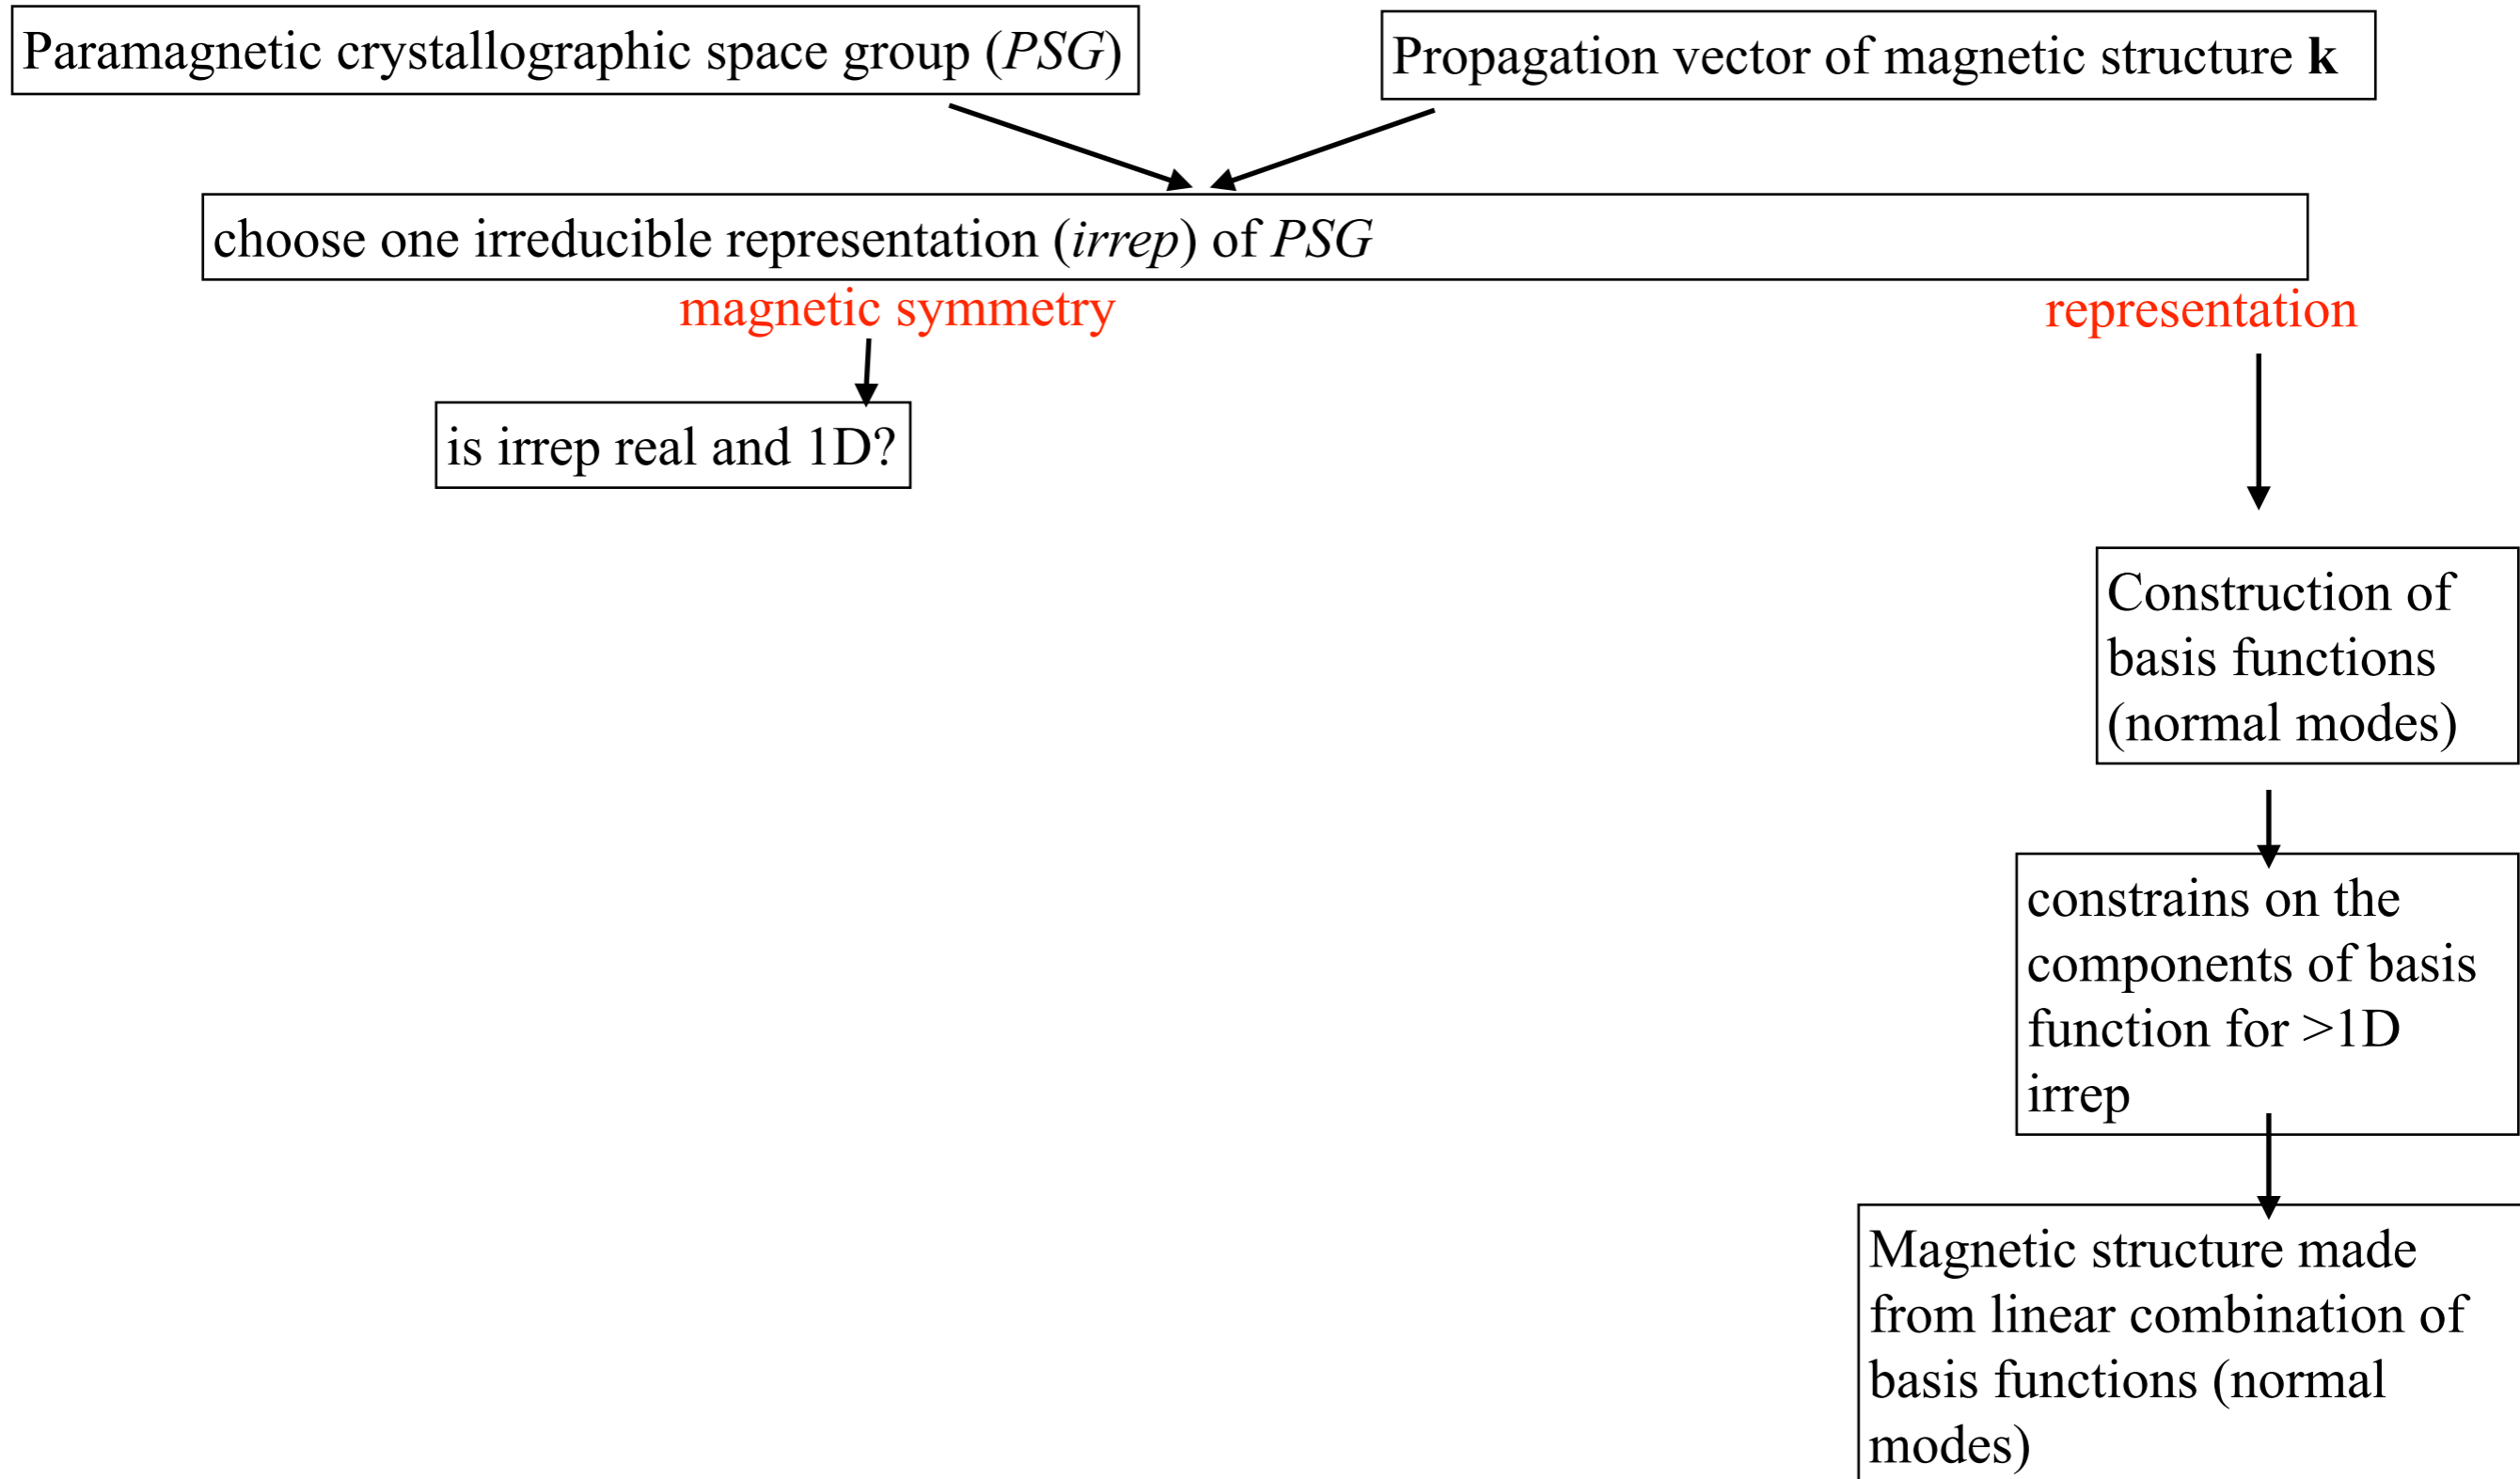 Paramagnetic crystallographic space group (PSG)
Propagation vector of magnetic structure k
choose one irreducible representation (irrep) of PSG
magnetic symmetry
representation
is irrep real and 1D?
Construction of
basis functions
(normal modes)
constrains on the
components of basis
function for >1D
irrep
Magnetic structure made
from linear combination of
basis functions (normal
modes)